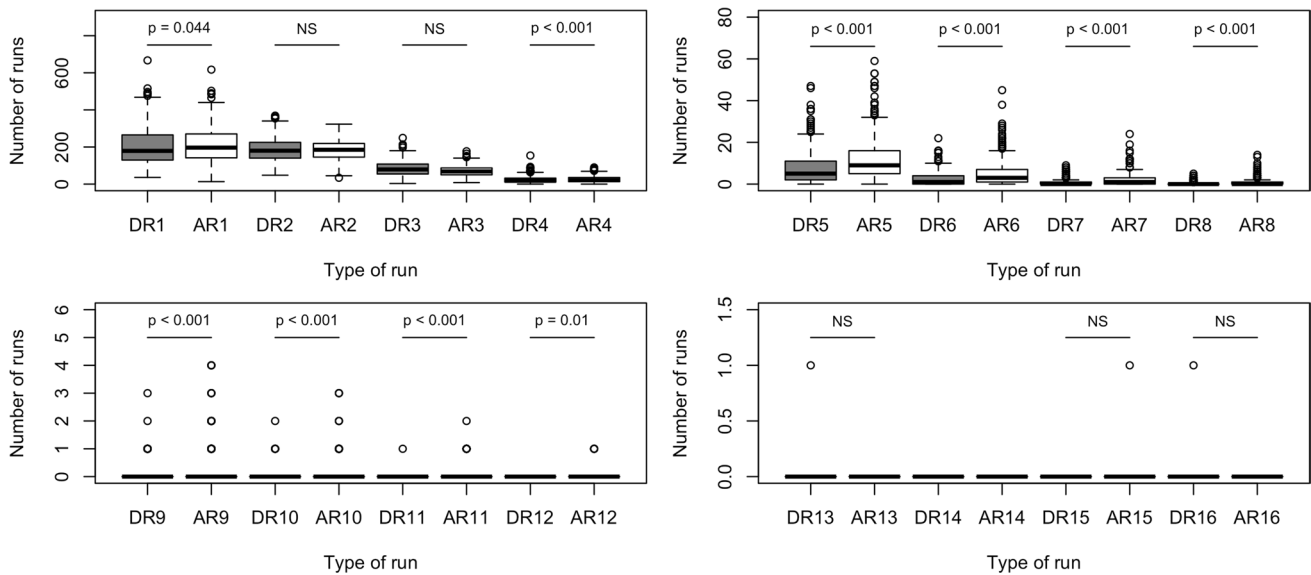 Number of runs
600
200
0
p = 0.044
NS
NS
p < 0.001
DR1 AR1 DR2 AR2 DR3 AR3 DR4 AR4
Type of run
Number of runs
80
60
40
20
0
p < 0.001
p < 0.001
p < 0.001
p < 0.001
DR5 AR5 DR6 AR6 DR7 AR7 DR8 AR8
Type of run
Number of runs
6
5
4
3
2
1
0
p < 0.001
p < 0.001
p < 0.001
p = 0.01
DR9 AR9 DR10 AR10 DR11 AR11 DR12 AR12
Type of run
Number of runs
1.5
1.0
0.5
0.0
NS
NS
NS
DR13 AR13 DR14 AR14 DR15 AR15 DR16 AR16
Type of run